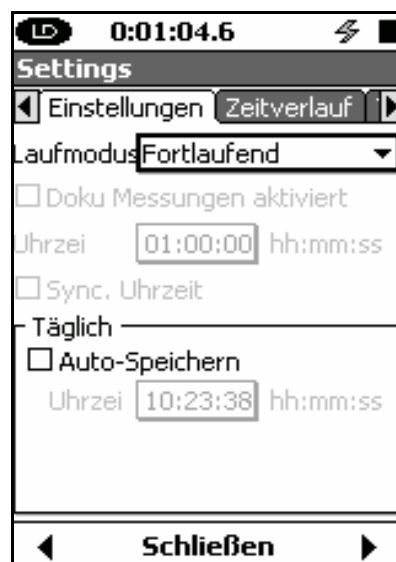 LD 0:01:04.6
Settings
Einstellungen Zeitverlauf
Laufmodus Fortlaufend
Doku Messungen aktiviert
Uhrzei 01:00:00 hh:mm:ss
Sync. Uhrzeit
Täglich
Auto-Speichern
Uhrzei 10:23:38 hh:mm:ss
Schließen